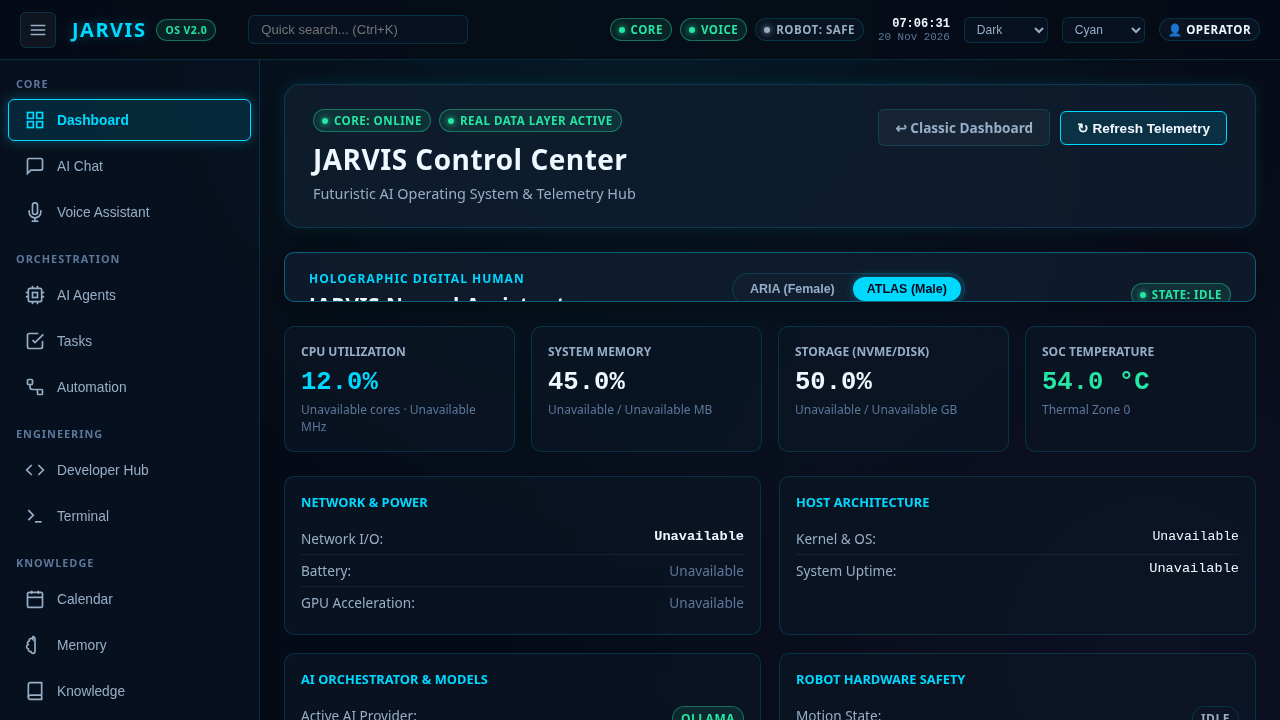 JARVIS OS V2.0
Quick search... (Ctrl+K)
CORE VOICE ROBOT: SAFE
07:06:31
20 Nov 2026
Dark Cyan 👤 OPERATOR
CORE
Dashboard
AI Chat
Voice Assistant
ORCHESTRATION
AI Agents
Tasks
Automation
ENGINEERING
Developer Hub
Terminal
KNOWLEDGE
Calendar
Memory
Knowledge
CORE: ONLINE REAL DATA LAYER ACTIVE
JARVIS Control Center
Futuristic AI Operating System & Telemetry Hub
↩ Classic Dashboard ↻ Refresh Telemetry
HOLOGRAPHIC DIGITAL HUMAN
ARIA (Female) ATLAS (Male)
STATE: IDLE
CPU UTILIZATION
12.0%
Unavailable cores · Unavailable
MHz
SYSTEM MEMORY
45.0%
Unavailable / Unavailable MB
STORAGE (NVME/DISK)
50.0%
Unavailable / Unavailable GB
SOC TEMPERATURE
54.0 °C
Thermal Zone 0
NETWORK & POWER
Network I/O: Unavailable
Battery: Unavailable
GPU Acceleration: Unavailable
HOST ARCHITECTURE
Kernel & OS: Unavailable
System Uptime: Unavailable
AI ORCHESTRATOR & MODELS
Active AI Provider: OLLAMA
ROBOT HARDWARE SAFETY
Motion State: IDLE